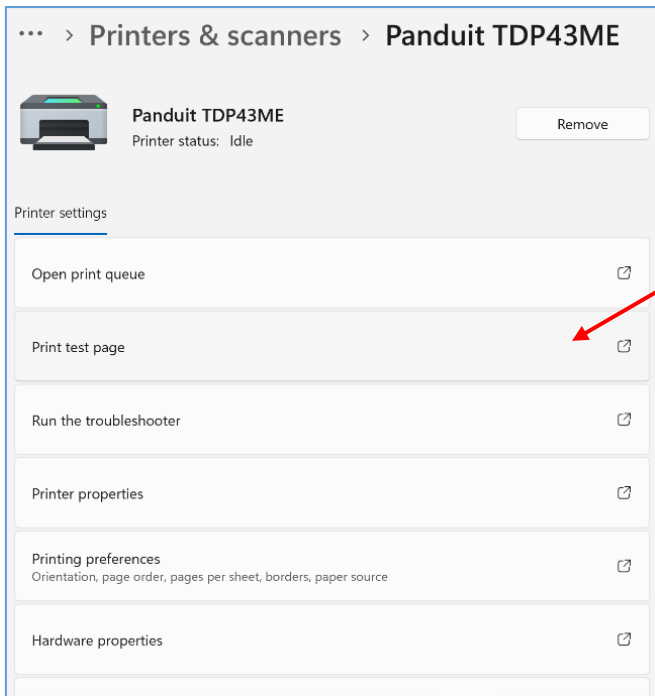 ... > Printers & scanners > Panduit TDP43ME
Panduit TDP43ME
Printer status: Idle
Remove
Printer settings
Open print queue
Print test page
Run the troubleshooter
Printer properties
Printing preferences
Orientation, page order, pages per sheet, borders, paper source
Hardware properties